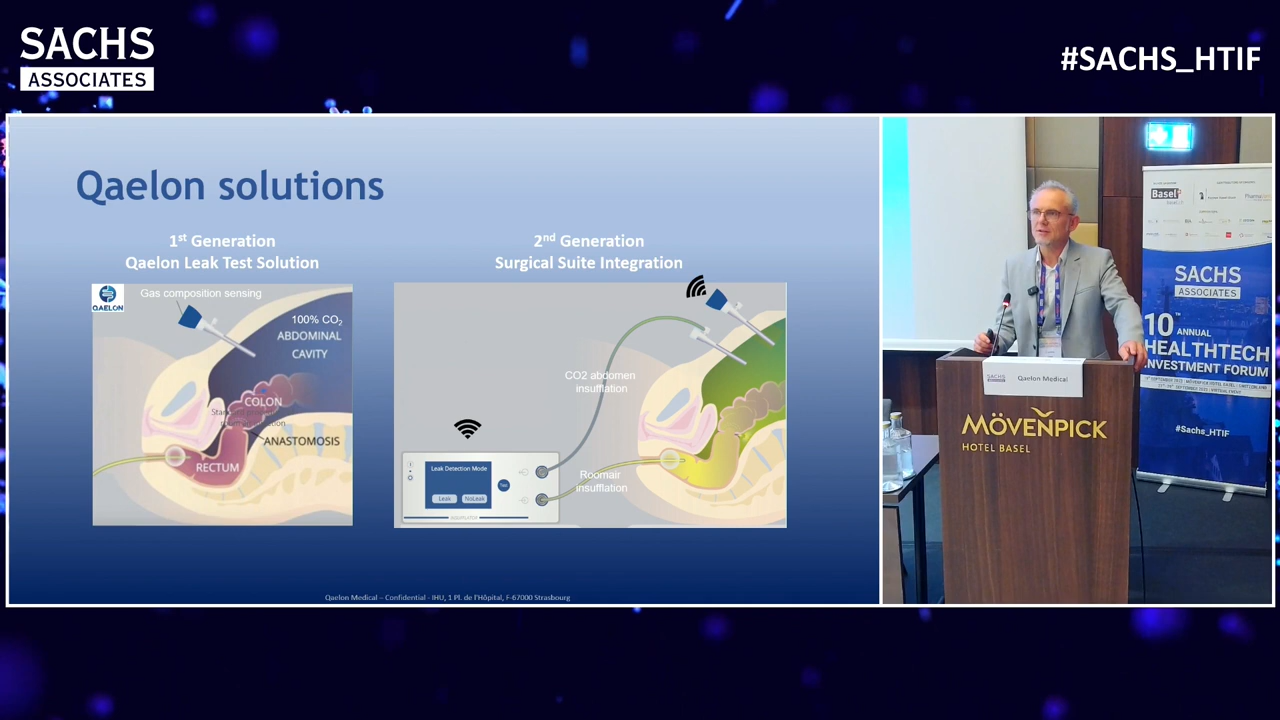 SACHS
ASSOCIATES
#SACHS_HTIF
Qaelon solutions
1st Generation
Qaelon Leak Test Solution
2nd Generation
Surgical Suite Integration
QAELON
Gas composition sensing
100% CO2
ABDOMINAL
CAVITY
COLON
ANASTOMOSIS
RECTUM
CO2 abdomen
insufflation
Roomair
insufflation
Leak Detection Mode
Leak
NoLeak
Qaelon Medical – Confidential - IHU, 1 Pl. de l'Hôpital, F-67000 Strasbourg
Basel
SACHS
ASSOCIATES
10TH ANNUAL
HEALTHTECH
INVESTMENT FORUM
#Sachs_HTIF
SACHS
Qaelon Medical
MÖVENPICK
HOTEL BASEL